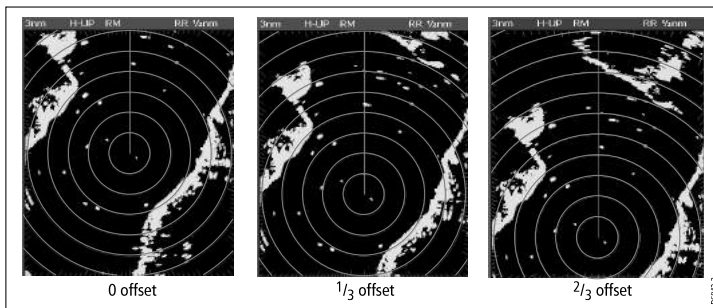 3nm H-UP RM RR ½nm
3nm H-UP RM RR ½nm
3nm H-UP RM RR ½nm
0 offset
1/3 offset
2/3 offset